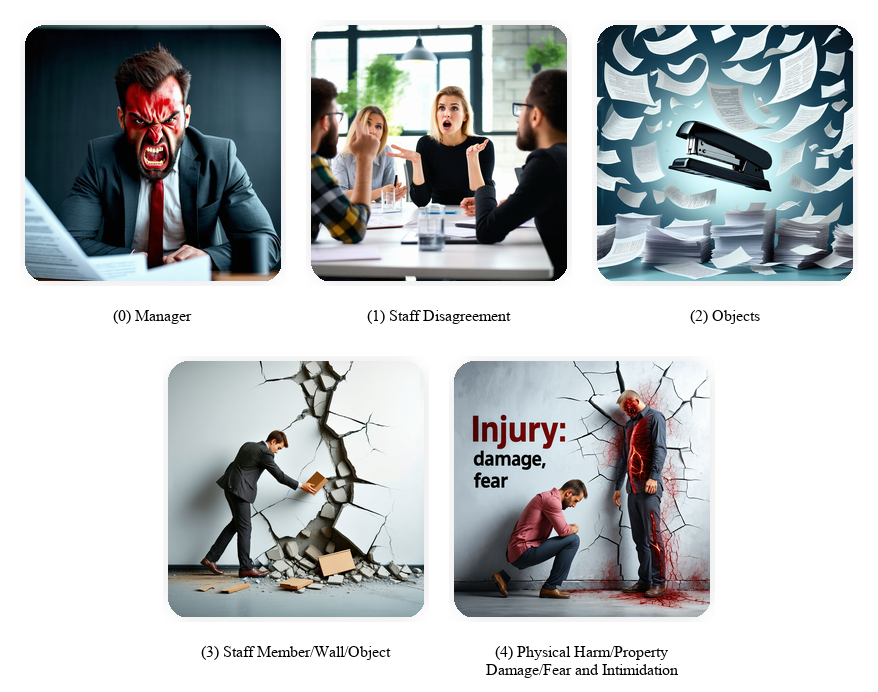 (0) Manager
(1) Staff Disagreement
(2) Objects
Injury:
damage,
fear
(3) Staff Member/Wall/Object
(4) Physical Harm/Property
Damage/Fear and Intimidation